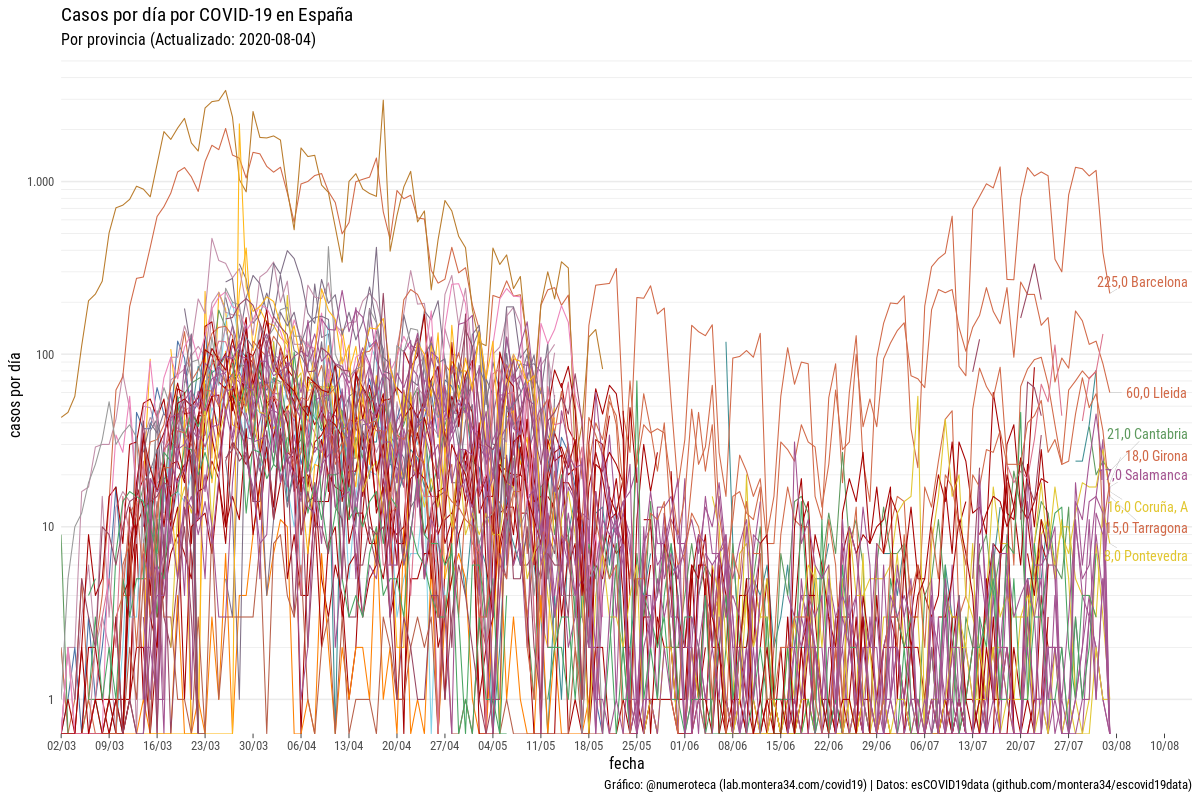 Casos por día por COVID-19 en España
Por provincia (Actualizado: 2020-08-04)
casos por día
1.000
100
10
1
225,0 Barcelona
60,0 Lleida
21,0 Cantabria
18,0 Girona
7,0 Salamanca
16,0 Coruña, A
15,0 Tarragona
8,0 Pontevedra
02/03 09/03 16/03 23/03 30/03 06/04 13/04 20/04 27/04 04/05 11/05 18/05 25/05 01/06 08/06 15/06 22/06 29/06 06/07 13/07 20/07 27/07 03/08 10/08
fecha
Gráfico: @numeroteca (lab.montera34.com/covid19) | Datos: esCOVID19data (github.com/montera34/escovid19data)